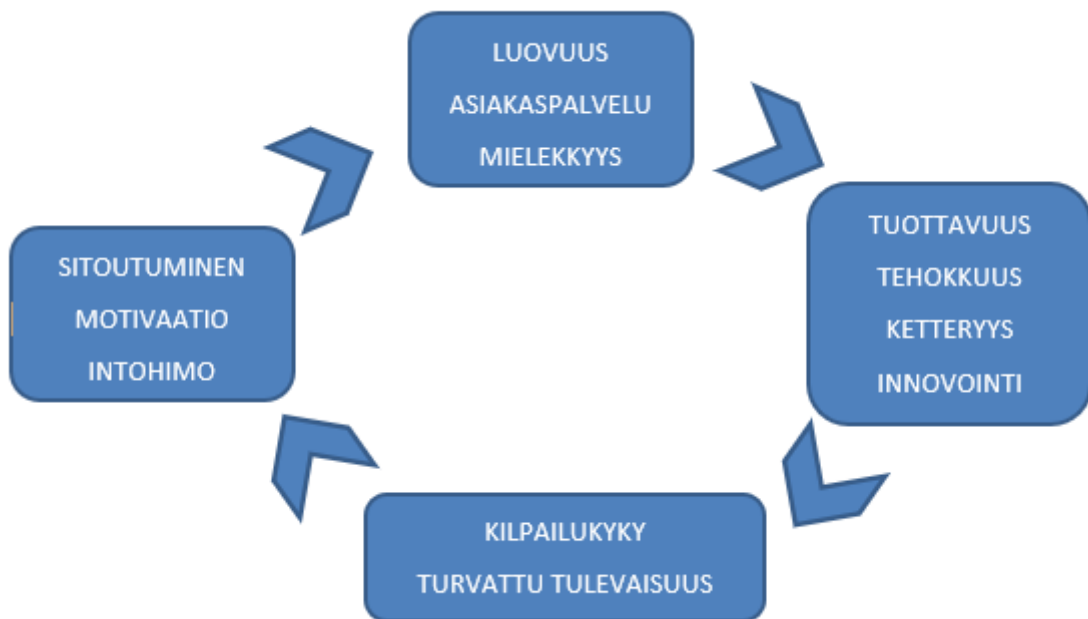 LUOVUUS
ASIAKASPALVELU
MIELEKKYYS
TUOTTAVUUS
TEHOKKUUS
KETTERYYS
INNOVOINTI
KILPAILUKYKY
TURVATTU TULEVAISUUS
SITOUTUMINEN
MOTIVAATIO
INTOHIMO